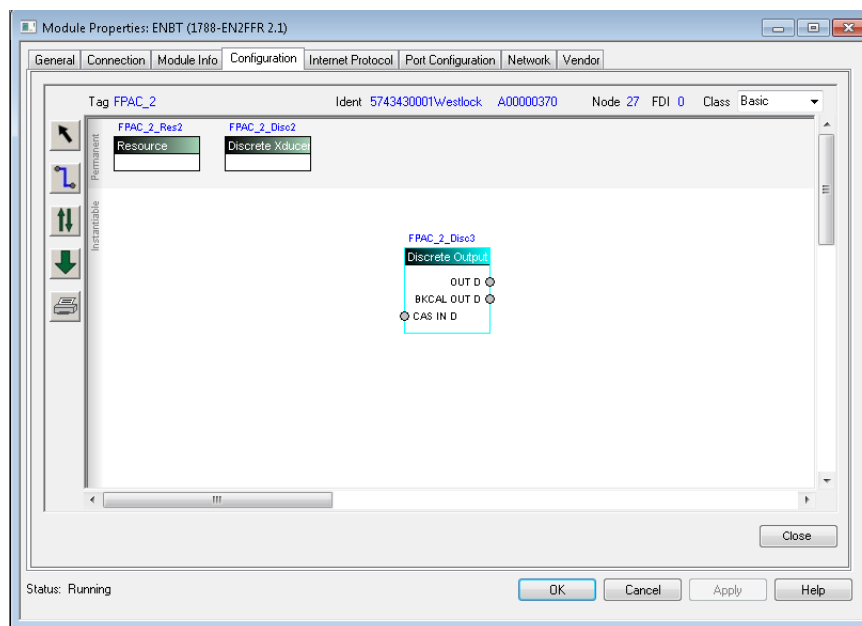 Module Properties: ENBT (1788-EN2FFR 2.1)
General Connection Module Info Configuration Internet Protocol Port Configuration Network Vendor
Tag FPAC_2 Ident 5743430001Westlock A00000370 Node 27 FDI 0 Class Basic
Permanent
FPAC_2_Res2 FPAC_2_Disc2
Resource Discrete Xducer
Instantiable
FPAC_2_Disc3
Discrete Output
OUT D
BKCAL OUT D
CAS IN D
Close
Status: Running OK Cancel Apply Help